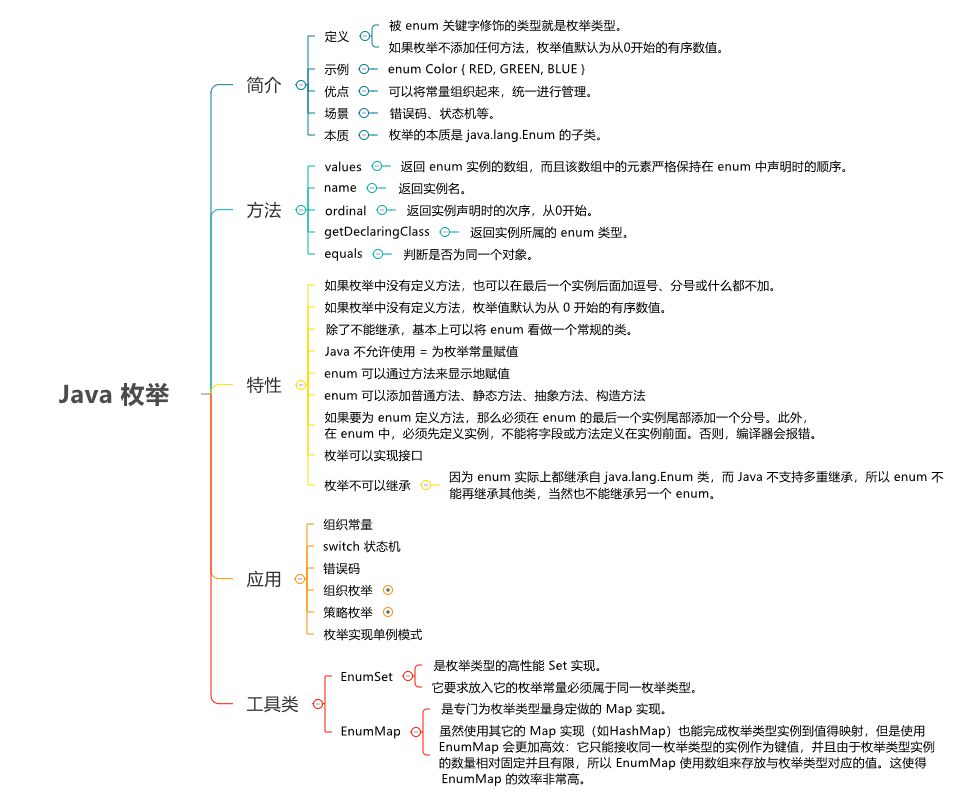 Java 枚举
简介
定义
被 enum 关键字修饰的类型就是枚举类型。
如果枚举不添加任何方法，枚举值默认为从0开始的有序数值。
示例
enum Color { RED, GREEN, BLUE }
优点
可以将常量组织起来，统一进行管理。
场景
错误码、状态机等。
本质
枚举的本质是 java.lang.Enum 的子类。
方法
values
返回 enum 实例的数组，而且该数组中的元素严格保持在 enum 中声明时的顺序。
name
返回实例名。
ordinal
返回实例声明时的次序，从0开始。
getDeclaringClass
返回实例所属的 enum 类型。
equals
判断是否为同一个对象。
特性
如果枚举中没有定义方法，也可以在最后一个实例后面加逗号、分号或什么都不加。
如果枚举中没有定义方法，枚举值默认为从 0 开始的有序数值。
除了不能继承，基本上可以将 enum 看做一个常规的类。
Java 不允许使用 = 为枚举常量赋值
enum 可以通过方法来显示地赋值
enum 可以添加普通方法、静态方法、抽象方法、构造方法
如果要为 enum 定义方法，那么必须在 enum 的最后一个实例尾部添加一个分号。此外，
在 enum 中，必须先定义实例，不能将字段或方法定义在实例前面。否则，编译器会报错。
枚举可以实现接口
枚举不可以继承
因为 enum 实际上都继承自 java.lang.Enum 类，而 Java 不支持多重继承，所以 enum 不
能再继承其他类，当然也不能继承另一个 enum。
应用
组织常量
switch 状态机
错误码
组织枚举
策略枚举
枚举实现单例模式
工具类
EnumSet
是枚举类型的高性能 Set 实现。
它要求放入它的枚举常量必须属于同一枚举类型。
EnumMap
是专门为枚举类型量身定做的 Map 实现。
虽然使用其它的 Map 实现（如HashMap）也能完成枚举类型实例到值得映射，但是使用
EnumMap 会更加高效：它只能接收同一枚举类型的实例作为键值，并且由于枚举类型实例
的数量相对固定并且有限，所以 EnumMap 使用数组来存放与枚举类型对应的值。这使得
EnumMap 的效率非常高。